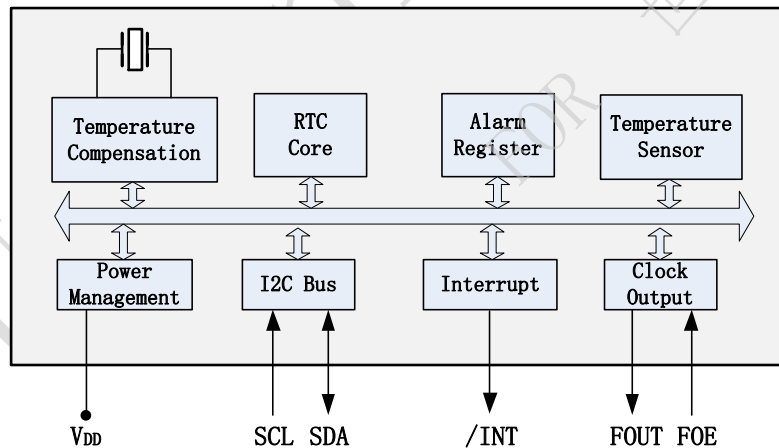 Temperature
Compensation
RTC
Core
Alarm
Register
Temperature
Sensor
Power
Management
I2C Bus
Interrupt
Clock
Output
VDD
SCL
SDA
/INT
FOUT
FOE
FOR